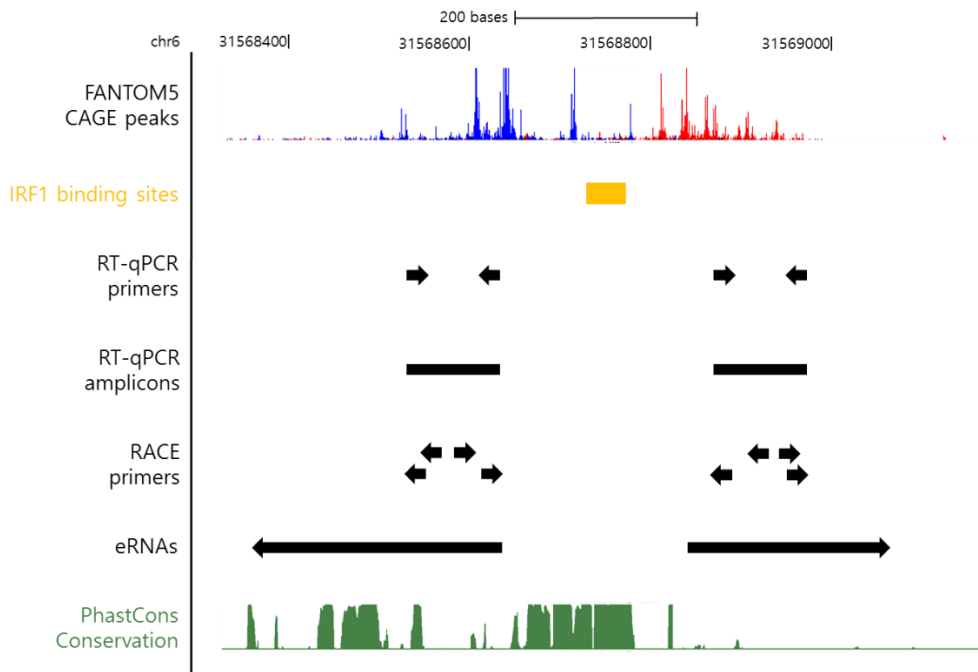 200 bases
chr6 31568400 31568600 31568800 31569000
FANTOM5
CAGE peaks
IRF1 binding sites
RT-qPCR
primers
RT-qPCR
amplicons
RACE
primers
eRNAs
PhastCons
Conservation